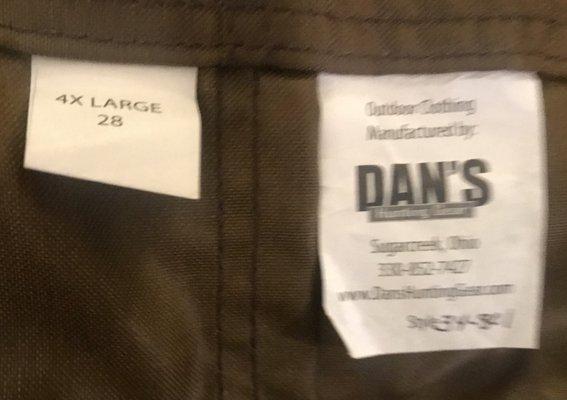 4X LARGE
28
Outdoor Clothing
Manufactured by:
DAN'S
Hunting Gear
Sugarcreek, Ohio
330-852-7427
www.DansHuntingGear.com
Style